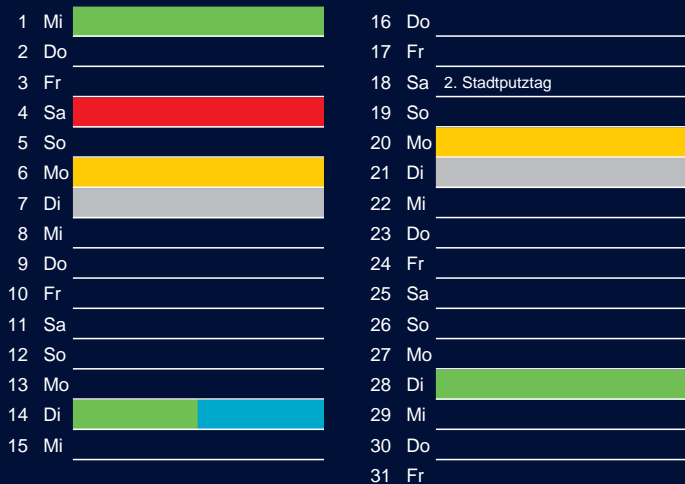 1 Mi
2 Do
3 Fr
4 Sa
5 So
6 Mo
7 Di
8 Mi
9 Do
10 Fr
11 Sa
12 So
13 Mo
14 Di
15 Mi
16 Do
17 Fr
18 Sa 2. Stadtputztag
19 So
20 Mo
21 Di
22 Mi
23 Do
24 Fr
25 Sa
26 So
27 Mo
28 Di
29 Mi
30 Do
31 Fr